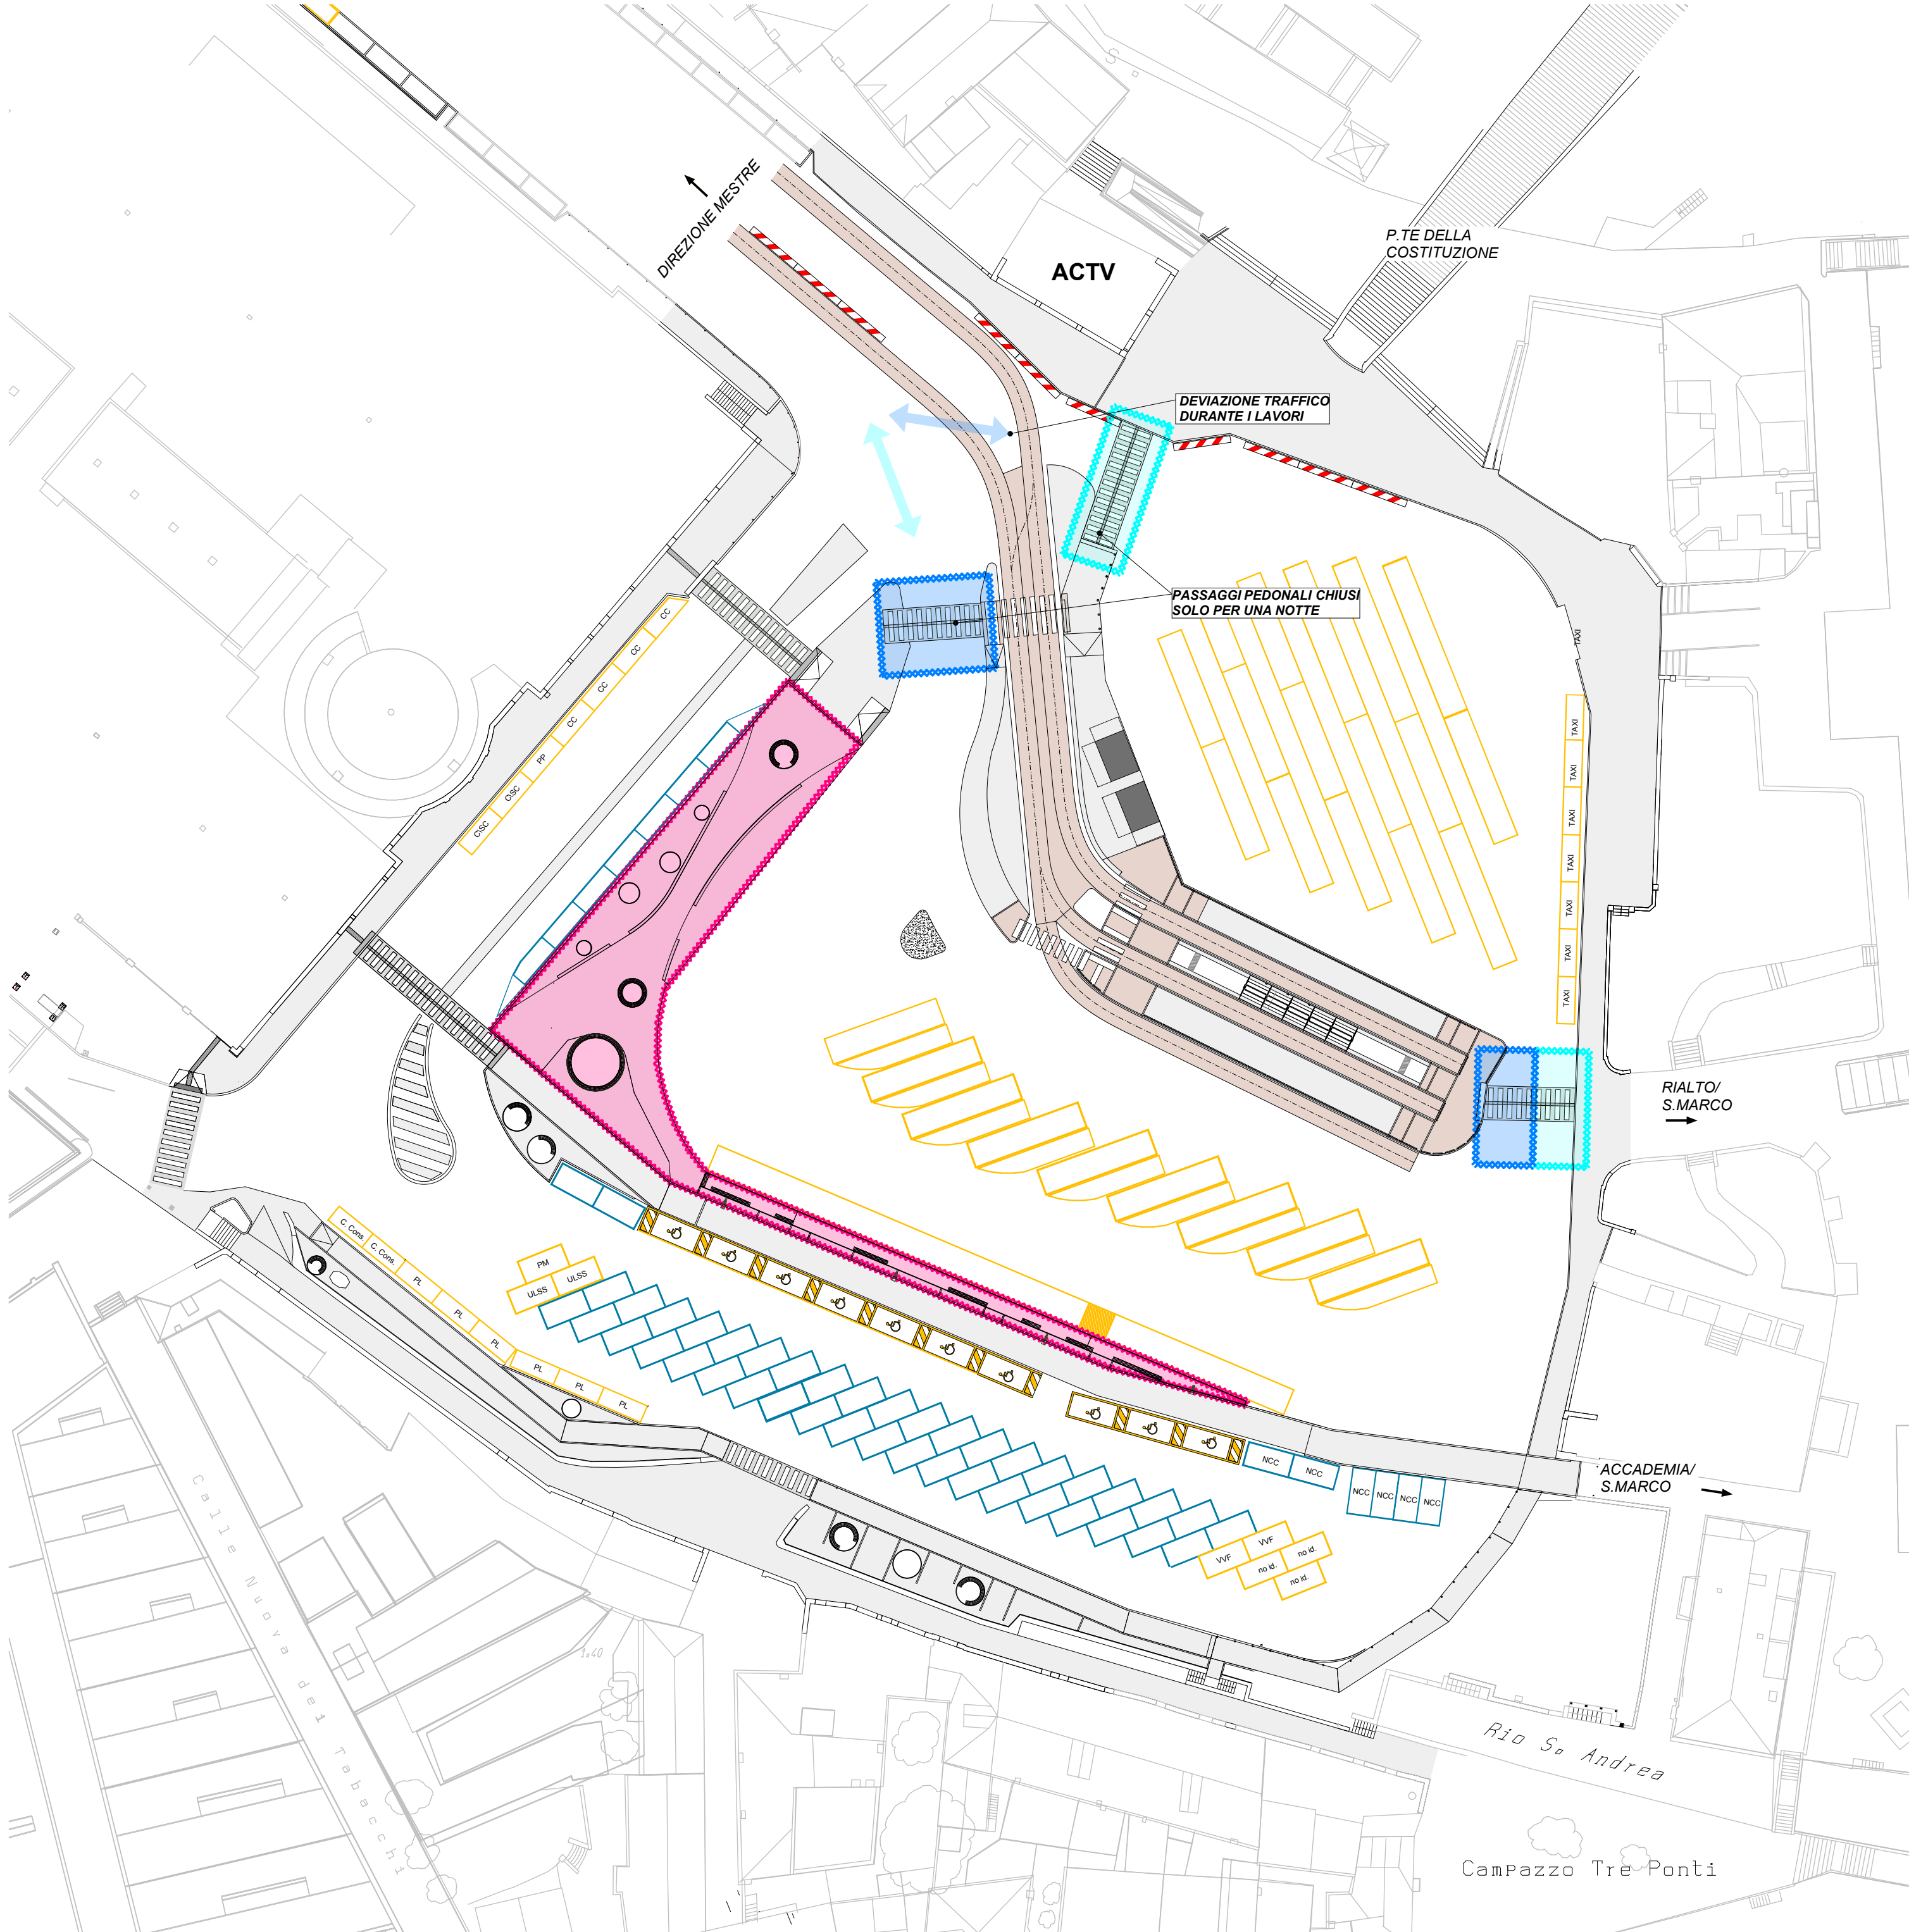 DIREZIONE MESTRE
S.
P.TE DELLA
COSTITUZIONE
ACTV
DEVIAZIONE TRAFFICO
DURANTE I LAVORI
PASSAGGI PEDONALI CHIUSI
SOLO PER UNA NOTTE
CC
CC
CC
CC
PP
CSC
CSC
TAXI
TAXI
TAXI
TAXI
TAXI
TAXI
TAXI
TAXI
RIALTO/
S.MARCO
C. Cons.
C. Cons.
PL
PL
PL
PL
PL
PL
PM
ULSS
ULSS
NCC
NCC
NCC
NCC
NCC
NCC
VVF
VVF
no id.
no id.
no id.
ACCADEMIA/
S.MARCO
Calle Nuova dei Tabacchi
1.40
Rio S. Andrea
Campazzo Tre Ponti